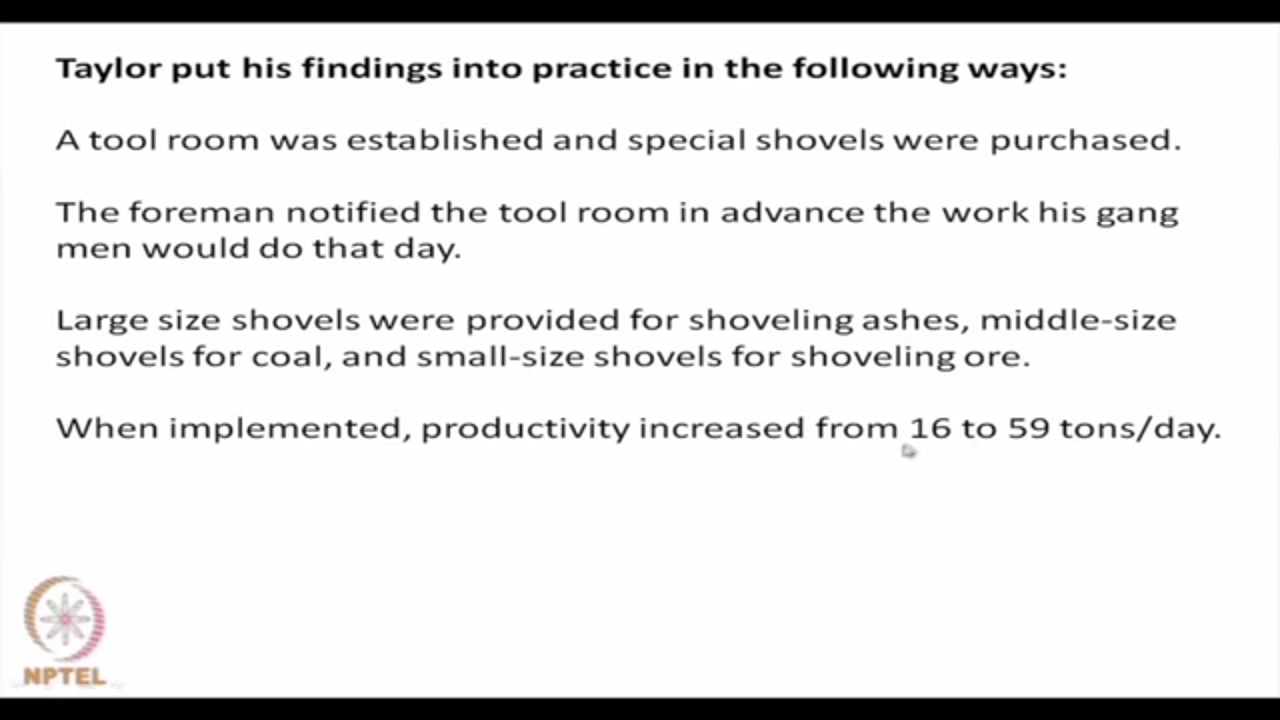 Taylor put his findings into practice in the following ways:
A tool room was established and special shovels were purchased.
The foreman notified the tool room in advance the work his gang
men would do that day.
Large size shovels were provided for shoveling ashes, middle-size
shovels for coal, and small-size shovels for shoveling ore.
When implemented, productivity increased from 16 to 59 tons/day.
NPTEL